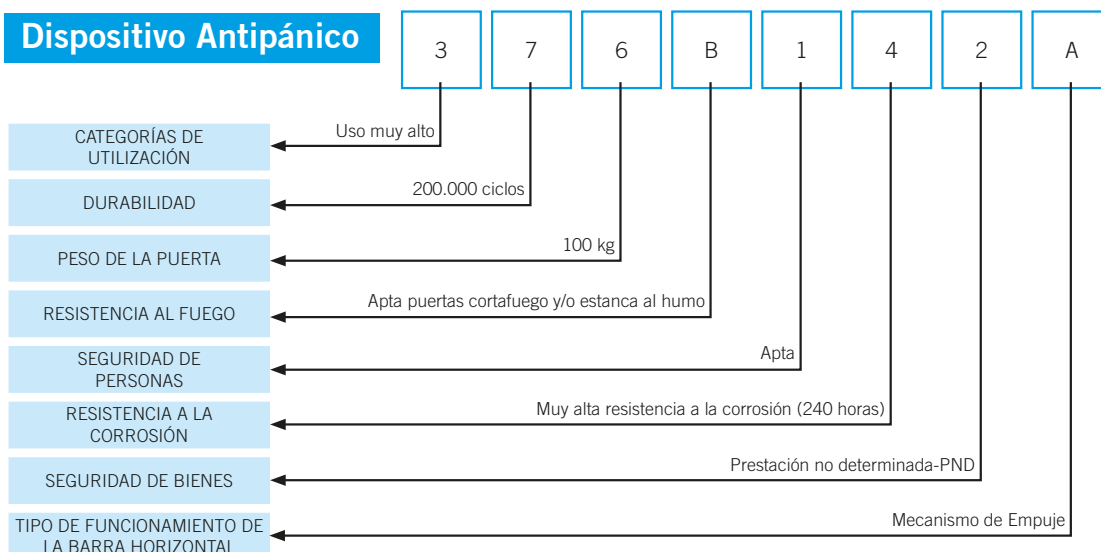 Dispositivo Antipánico
3 7 6 B 1 4 2 A
Uso muy alto
CATEGORÍAS DE
UTILIZACIÓN
200.000 ciclos
DURABILIDAD
100 kg
PESO DE LA PUERTA
Apta puertas cortafuego y/o estanca al humo
RESISTENCIA AL FUEGO
Apta
SEGURIDAD DE
PERSONAS
Muy alta resistencia a la corrosión (240 horas)
RESISTENCIA A LA
CORROSIÓN
Prestación no determinada-PND
SEGURIDAD DE BIENES
Mecanismo de Empuje
TIPO DE FUNCIONAMIENTO DE
LA BARRA HORIZONTAL